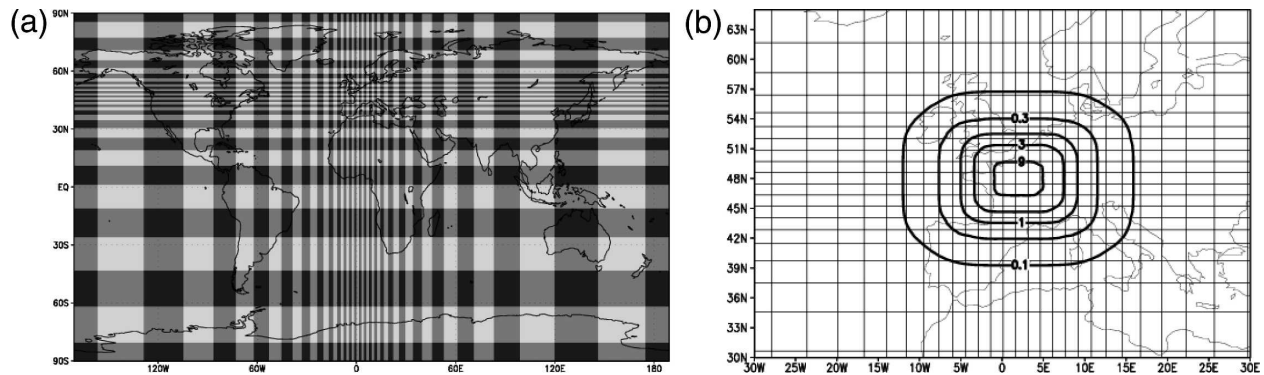 (a)
90N
60N
30N
EQ
30S
60S
90S
120W
60W
0
60E
120E
180
(b)
63N
60N
57N
54N
51N
48N
45N
42N
39N
36N
33N
30N
0.3
3
9
1
0.1
30W
25W
20W
15W
10W
5W
0
5E
10E
15E
20E
25E
30E